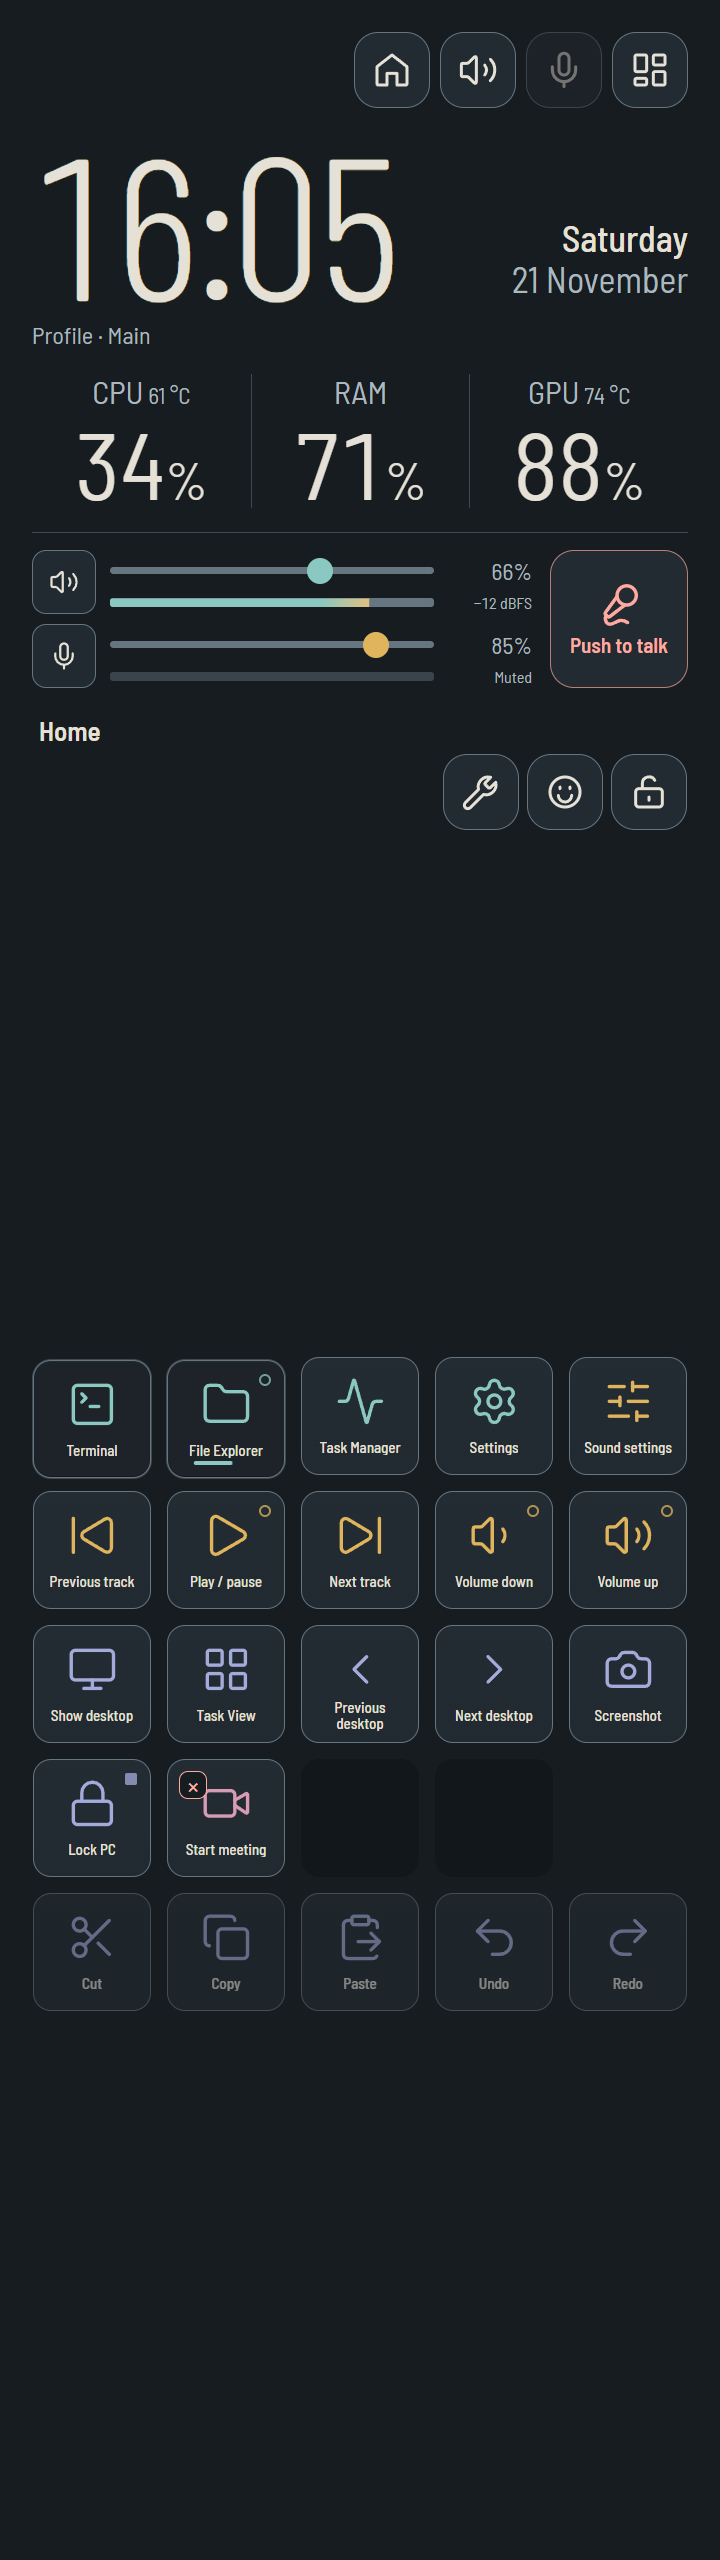 16:05
Saturday
21 November
Profile · Main
CPU 61 °C
34%
RAM
71%
GPU 74 °C
88%
66%
−12 dBFS
85%
Muted
Push to talk
Home
Terminal
File Explorer
Task Manager
Settings
Sound settings
Previous track
Play / pause
Next track
Volume down
Volume up
Show desktop
Task View
Previous
desktop
Next desktop
Screenshot
Lock PC
Start meeting
Cut
Copy
Paste
Undo
Redo